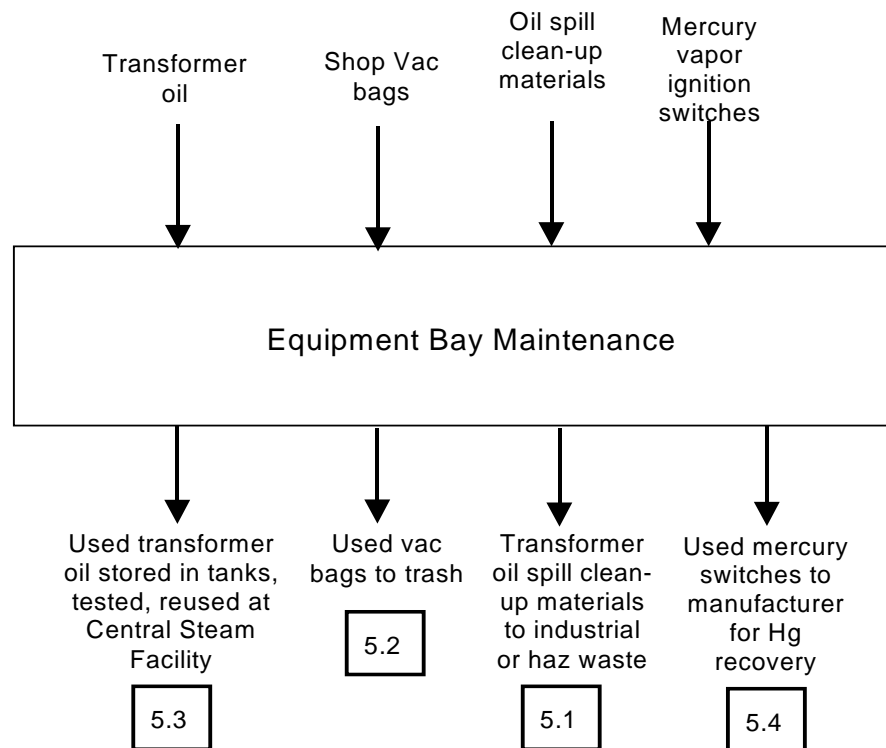 Transformer
oil
Shop Vac
bags
Oil spill
clean-up
materials
Mercury
vapor
ignition
switches
Equipment Bay Maintenance
Used transformer
oil stored in tanks,
tested, reused at
Central Steam
Facility
5.3
Used vac
bags to trash
5.2
Transformer
oil spill clean-
up materials
to industrial
or haz waste
5.1
Used mercury
switches to
manufacturer
for Hg
recovery
5.4